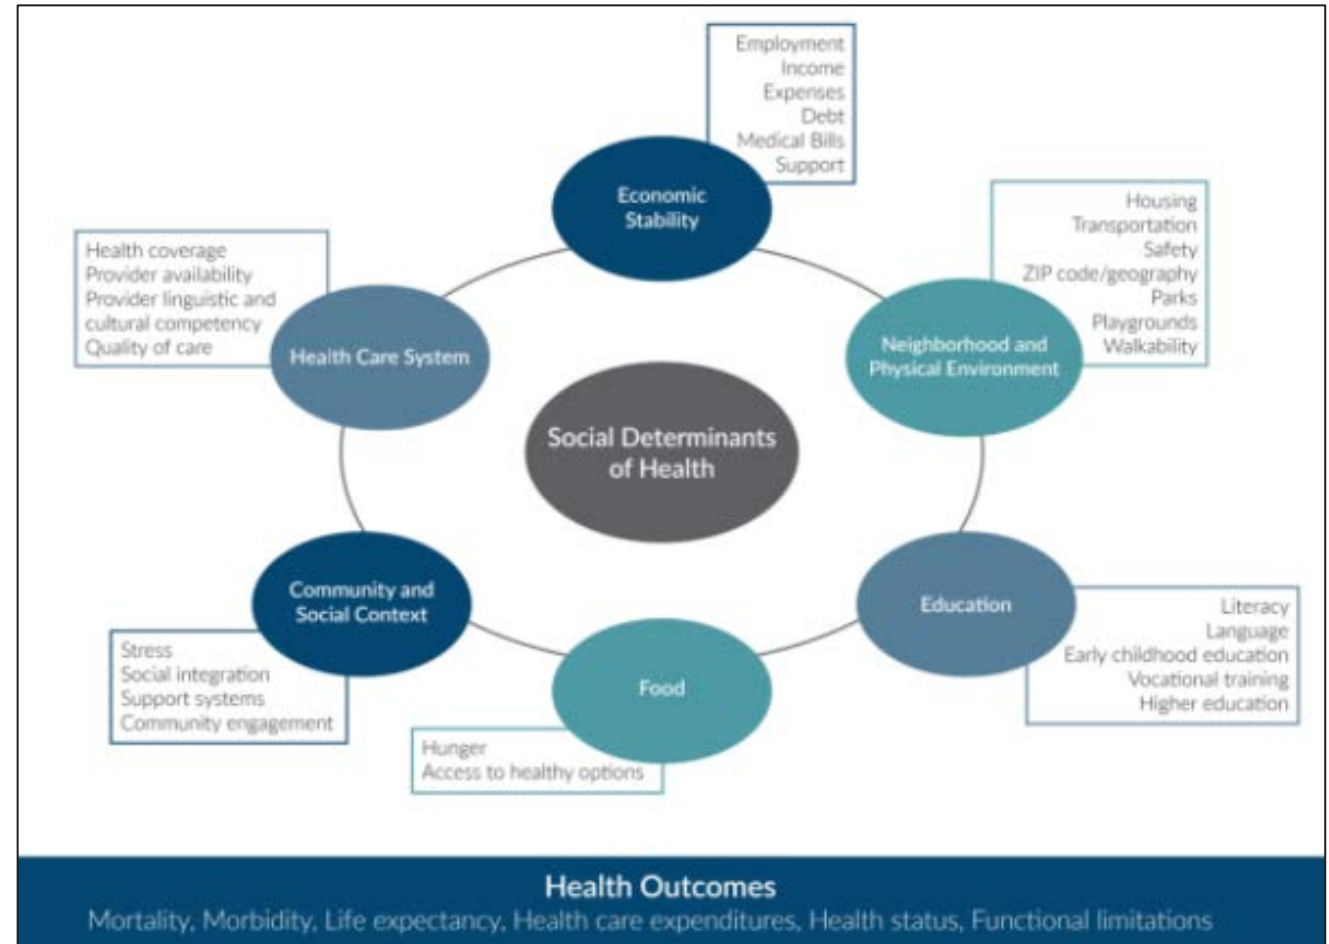 Employment
Income
Expenses
Debt
Medical Bills
Support
Economic
Stability
Housing
Transportation
Safety
ZIP code/geography
Parks
Playgrounds
Walkability
Neighborhood and
Physical Environment
Health coverage
Provider availability
Provider linguistic and
cultural competency
Quality of care
Health Care System
Social Determinants
of Health
Community and
Social Context
Stress
Social integration
Support systems
Community engagement
Education
Literacy
Language
Early childhood education
Vocational training
Higher education
Food
Hunger
Access to healthy options
Health Outcomes
Mortality, Morbidity, Life expectancy, Health care expenditures, Health status, Functional limitations